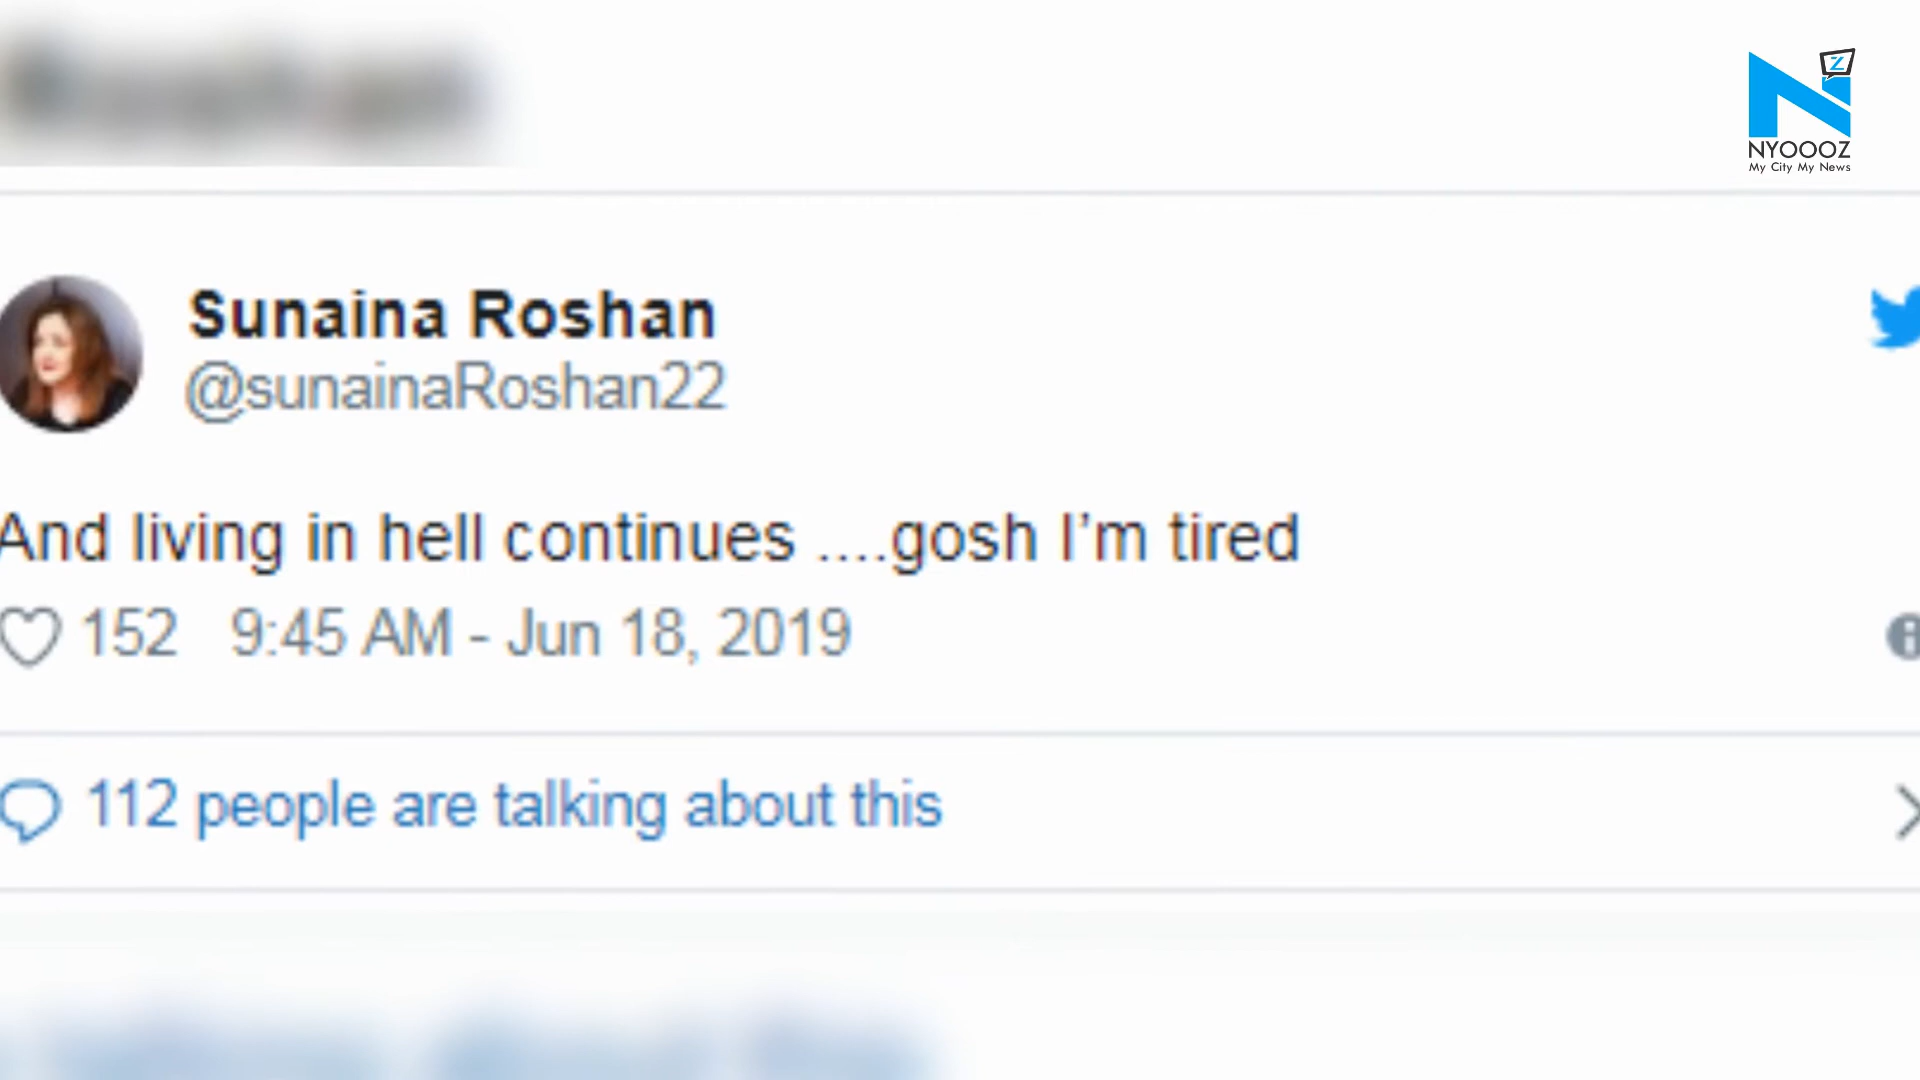 Z
NYOOOZ
My City My News
Sunaina Roshan
@sunainaRoshan22
And living in hell continues ....gosh I'm tired
152 9:45 AM - Jun 18, 2019
112 people are talking about this